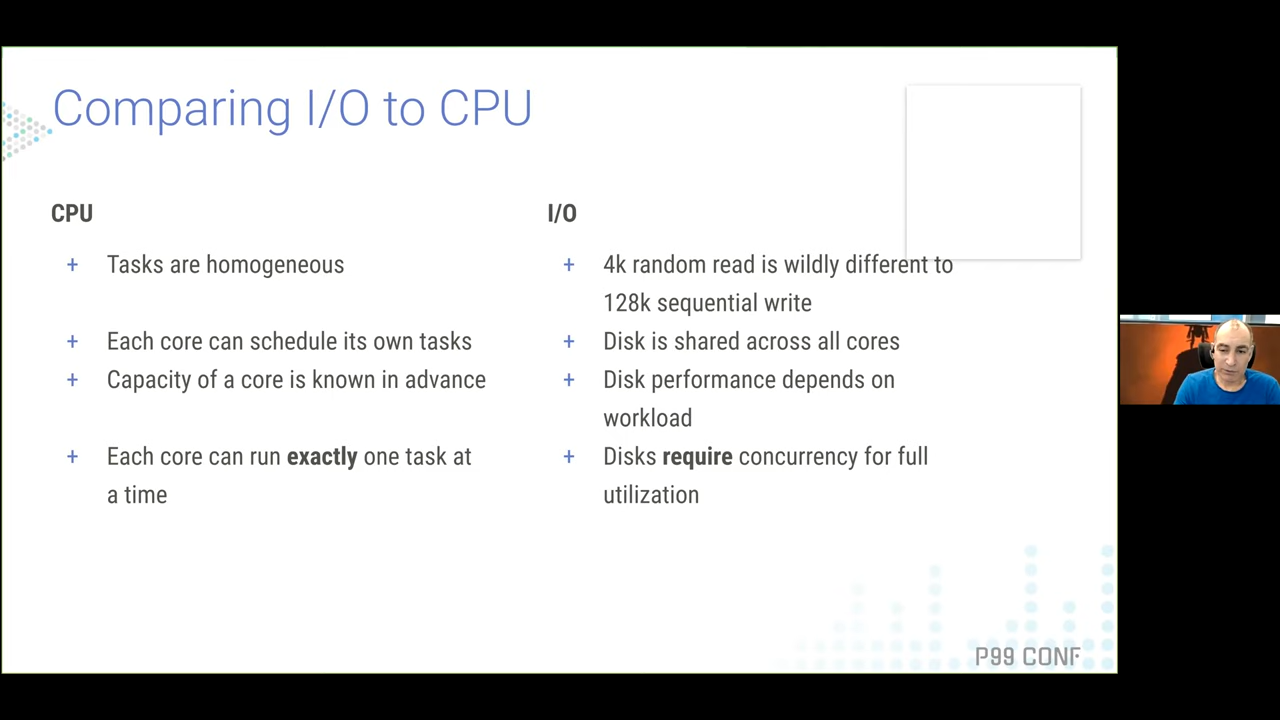 Comparing I/O to CPU
CPU
+ Tasks are homogeneous
+ Each core can schedule its own tasks
+ Capacity of a core is known in advance
+ Each core can run exactly one task at
a time
I/O
+ 4k random read is wildly different to
128k sequential write
+ Disk is shared across all cores
+ Disk performance depends on
workload
+ Disks require concurrency for full
utilization
P99 CONF